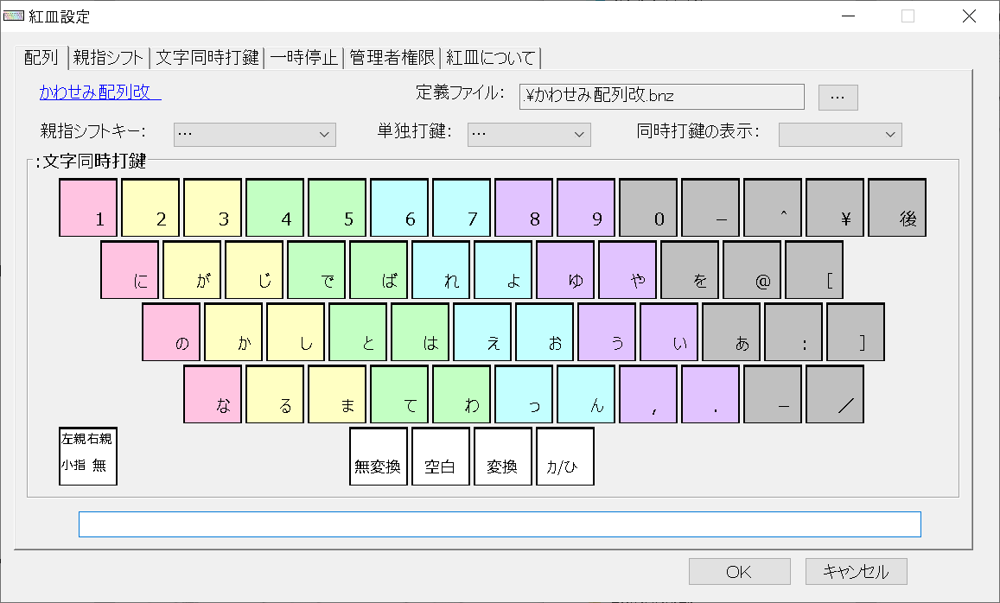 紅皿設定
配列 親指シフト 文字同時打鍵 一時停止 管理者権限 紅皿について
かわせみ配列改 定義ファイル: .¥かわせみ配列改.bnz ...
親指シフトキー: ... 単独打鍵: ... 同時打鍵の表示:
:文字同時打鍵
1 2 3 4 5 6 7 8 9 0 － ＾ ￥ 後
に が じ で ば れ ょ ゆ や を ＠ ［
の か し と は え お う い あ ： ］
な る ま て わ っ ん ， ． － ／
左親右親
小指 無 無変換 空白 変換 カ/ひ
OK キャンセル